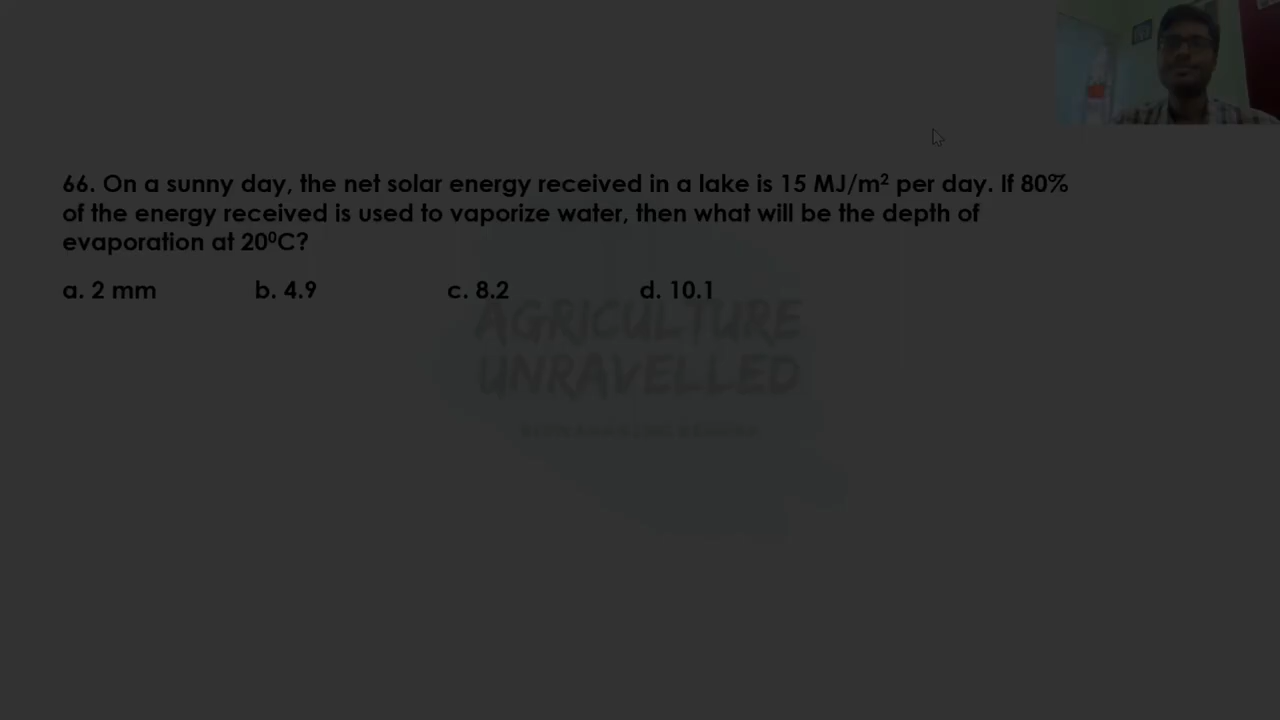 66. On a sunny day, the net solar energy received in a lake is 15 MJ/m² per day. If 80%
of the energy received is used to vaporize water, then what will be the depth of
evaporation at 20⁰C?
a. 2 mm b. 4.9 c. 8.2 d. 10.1
AGRICULTURE
UNRAVELLED